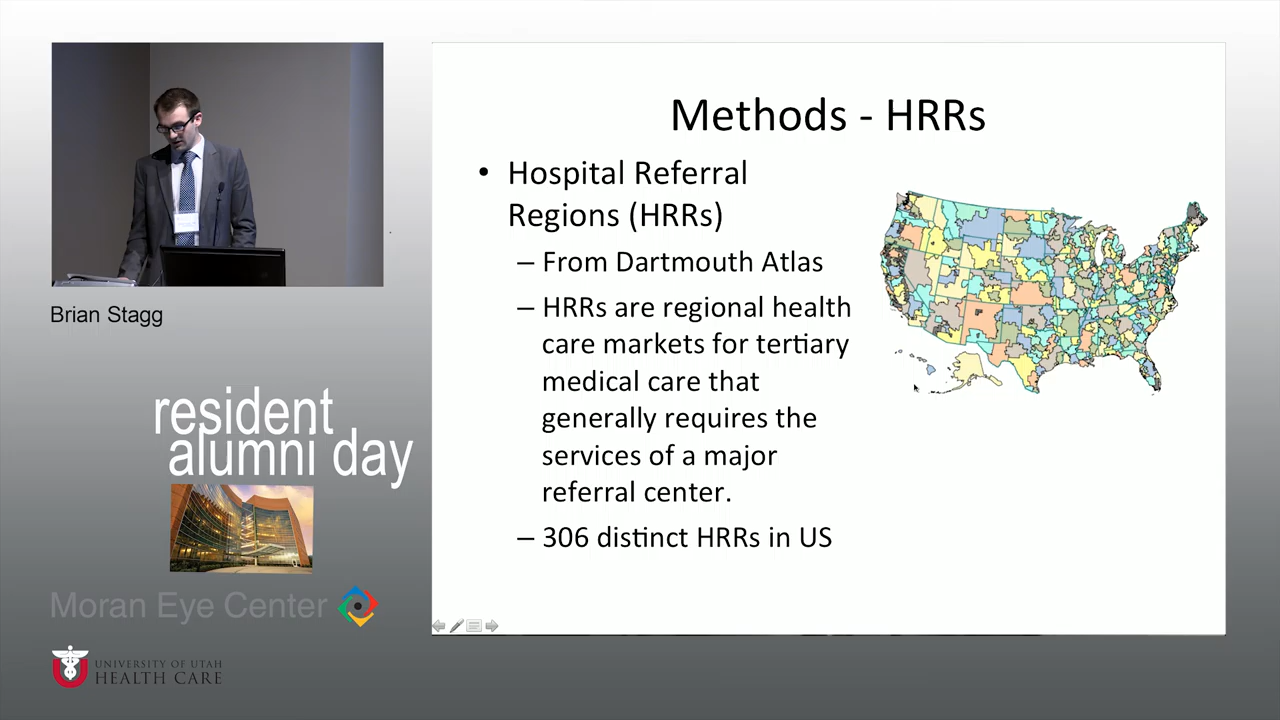 Brian Stagg
resident
alumni day
Moran Eye Center
UNIVERSITY OF UTAH
HEALTH CARE
Methods - HRRs
• Hospital Referral
Regions (HRRs)
– From Dartmouth Atlas
– HRRs are regional health
care markets for tertiary
medical care that
generally requires the
services of a major
referral center.
– 306 distinct HRRs in US